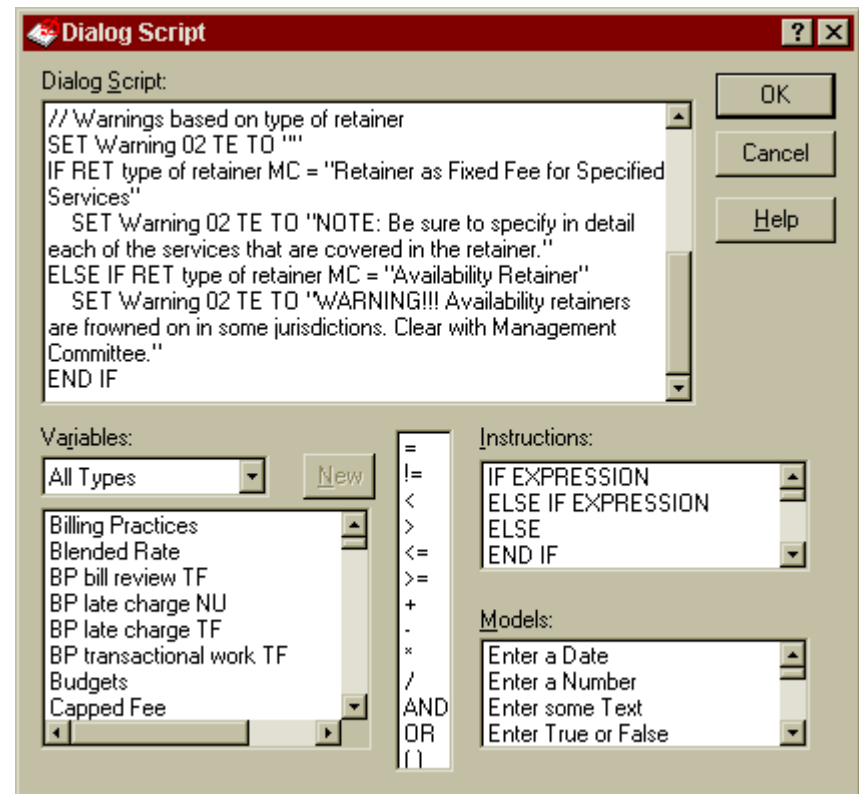 Dialog Script
Dialog Script:
// Warnings based on type of retainer
SET Warning 02 TE TO ""
IF RET type of retainer MC = "Retainer as Fixed Fee for Specified
Services"
SET Warning 02 TE TO "NOTE: Be sure to specify in detail
each of the services that are covered in the retainer."
ELSE IF RET type of retainer MC = "Availability Retainer"
SET Warning 02 TE TO "WARNING!!! Availability retainers
are frowned on in some jurisdictions. Clear with Management
Committee."
END IF
OK
Cancel
Help
Variables:
All Types
New
Billing Practices
Blended Rate
BP bill review TF
BP late charge NU
BP late charge TF
BP transactional work TF
Budgets
Capped Fee
=
!=
<
>
<=
>=
+
-
*
/
AND
OR
()
Instructions:
IF EXPRESSION
ELSE IF EXPRESSION
ELSE
END IF
Models:
Enter a Date
Enter a Number
Enter some Text
Enter True or False